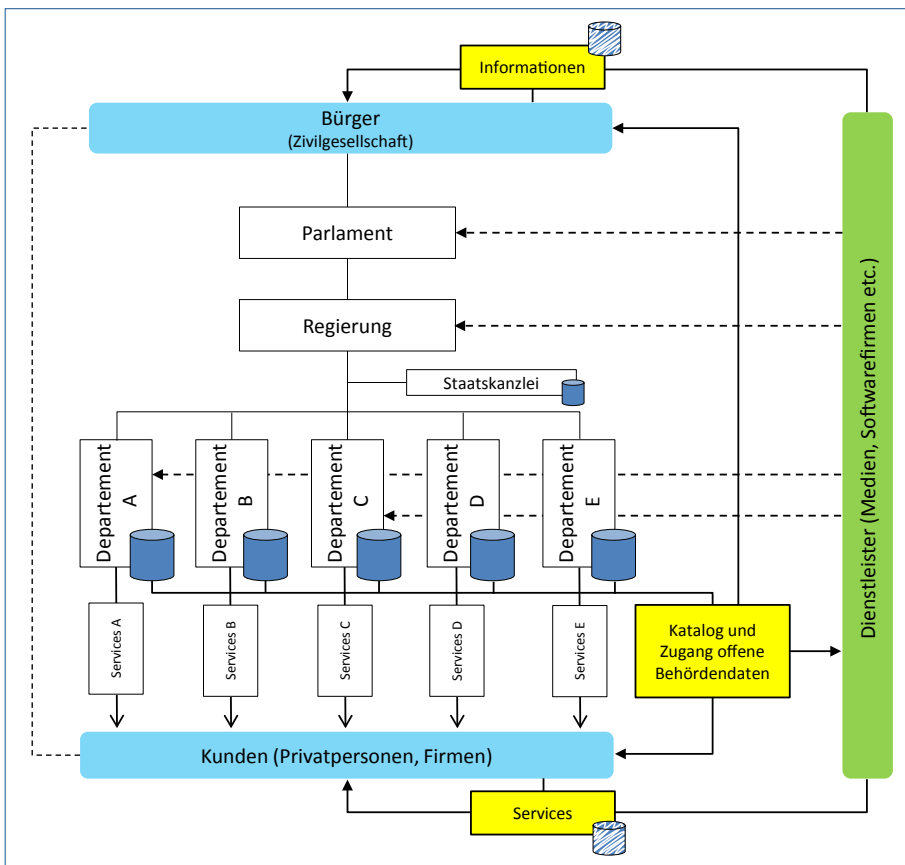 Informationen
Bürger
(Zivilgesellschaft)
Parlament
Regierung
Staatskanzlei
Departement
A
Departement
B
Departement
C
Departement
D
Departement
E
Services A
Services B
Services C
Services D
Services E
Katalog und
Zugang offene
Behördendaten
Dienstleister (Medien, Softwarefirmen etc.)
Kunden (Privatpersonen, Firmen)
Services